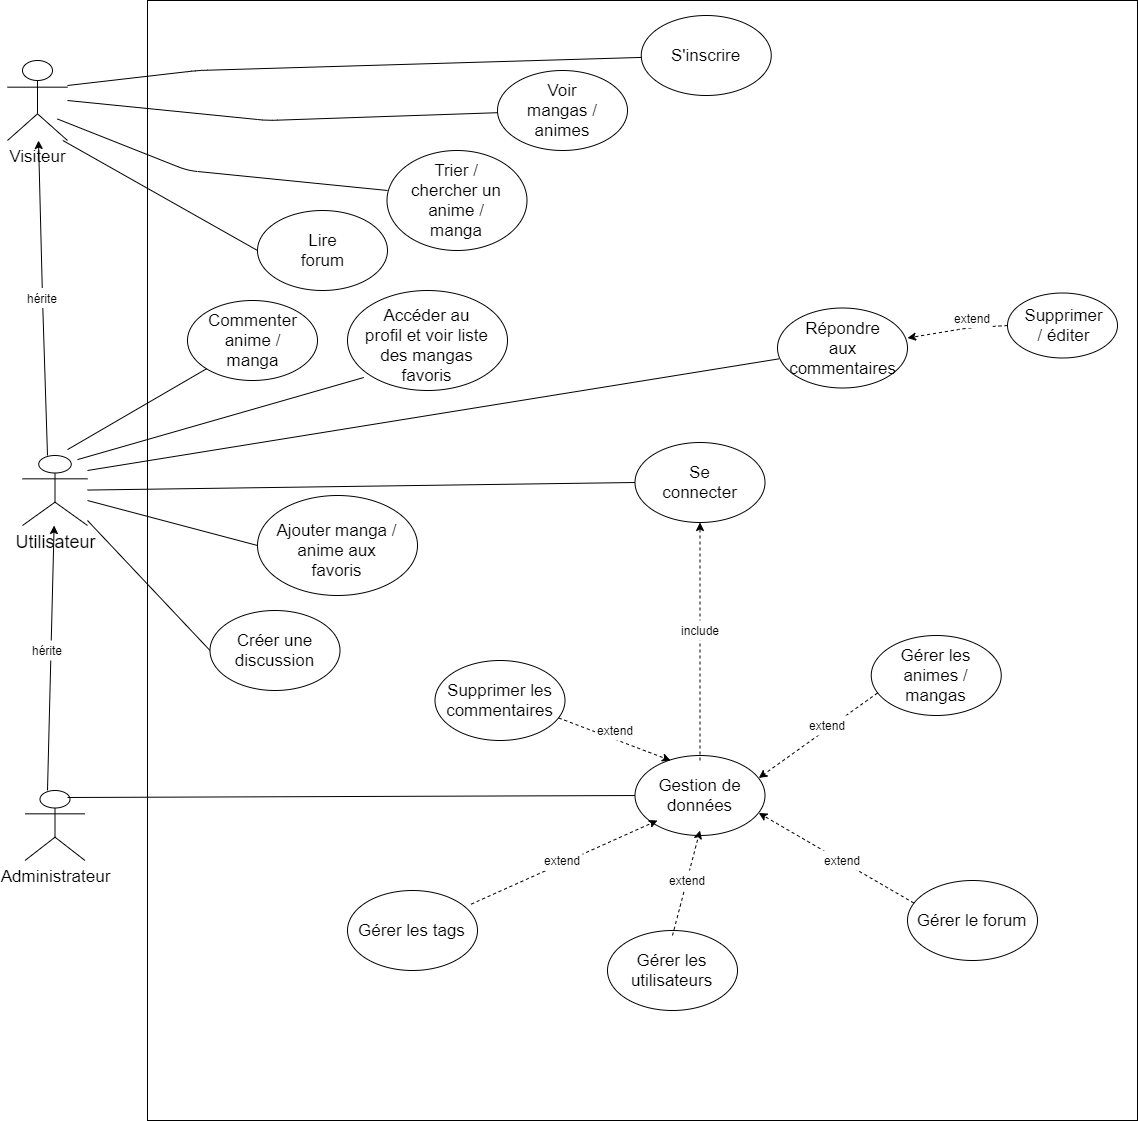 S'inscrire
Voir
mangas /
animes
Visiteur
Trier /
chercher un
anime /
manga
Lire
forum
hérite
Commenter
anime /
manga
Accéder au
profil et voir liste
des mangas
favoris
Répondre
aux
commentaires
extend
Supprimer
/ éditer
Se
connecter
Utilisateur
Ajouter manga /
anime aux
favoris
Créer une
discussion
hérite
include
Supprimer les
commentaires
extend
Gérer les
animes /
mangas
extend
Gestion de
données
Administrateur
extend
extend
extend
Gérer les tags
Gérer les
utilisateurs
Gérer le forum